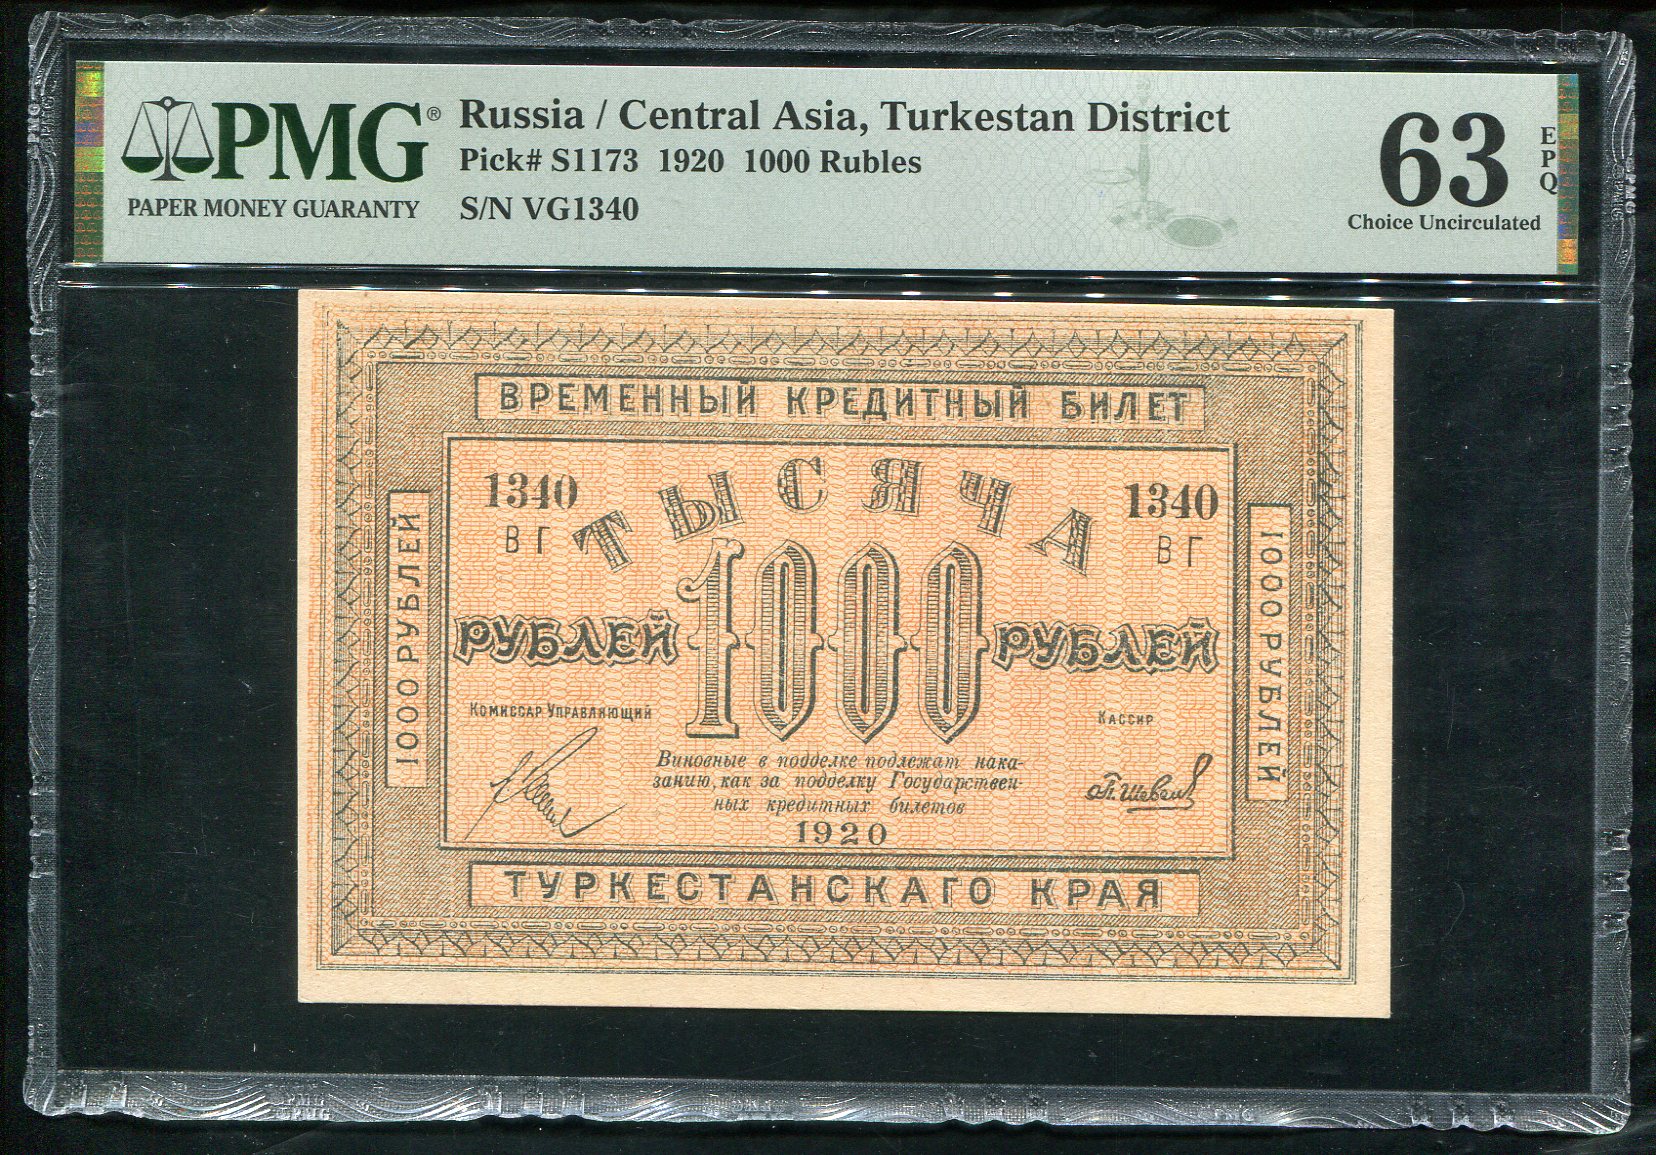 PMG®
PAPER MONEY GUARANTY
Russia / Central Asia, Turkestan District
Pick# S1173 1920 1000 Rubles
S/N VG1340
63
EPQ
Choice Uncirculated
ВРЕМЕННЫЙ КРЕДИТНЫЙ БИЛЕТ
1340 1340
ВГ ВГ
ТЫСЯЧА
1000 РУБЛЕЙ
РУБЛЕЙ 1000 РУБЛЕЙ
1000 РУБЛЕЙ
Комиссар Управляющий
Кассир
Виновные в подделке подлежат нака-
занию, как за подделку Государствен-
ных кредитных билетов
1920
ТУРКЕСТАНСКАГО КРАЯ